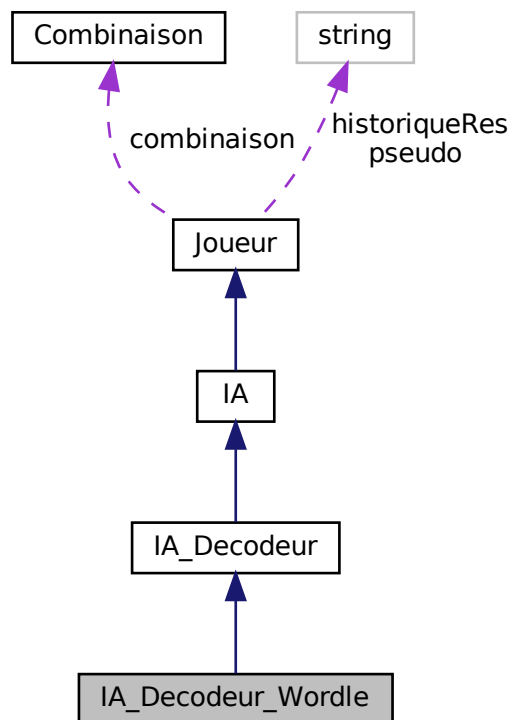 Combinaison
string
combinaison
historiqueRes
pseudo
Joueur
IA
IA_Decodeur
IA_Decodeur_Wordle